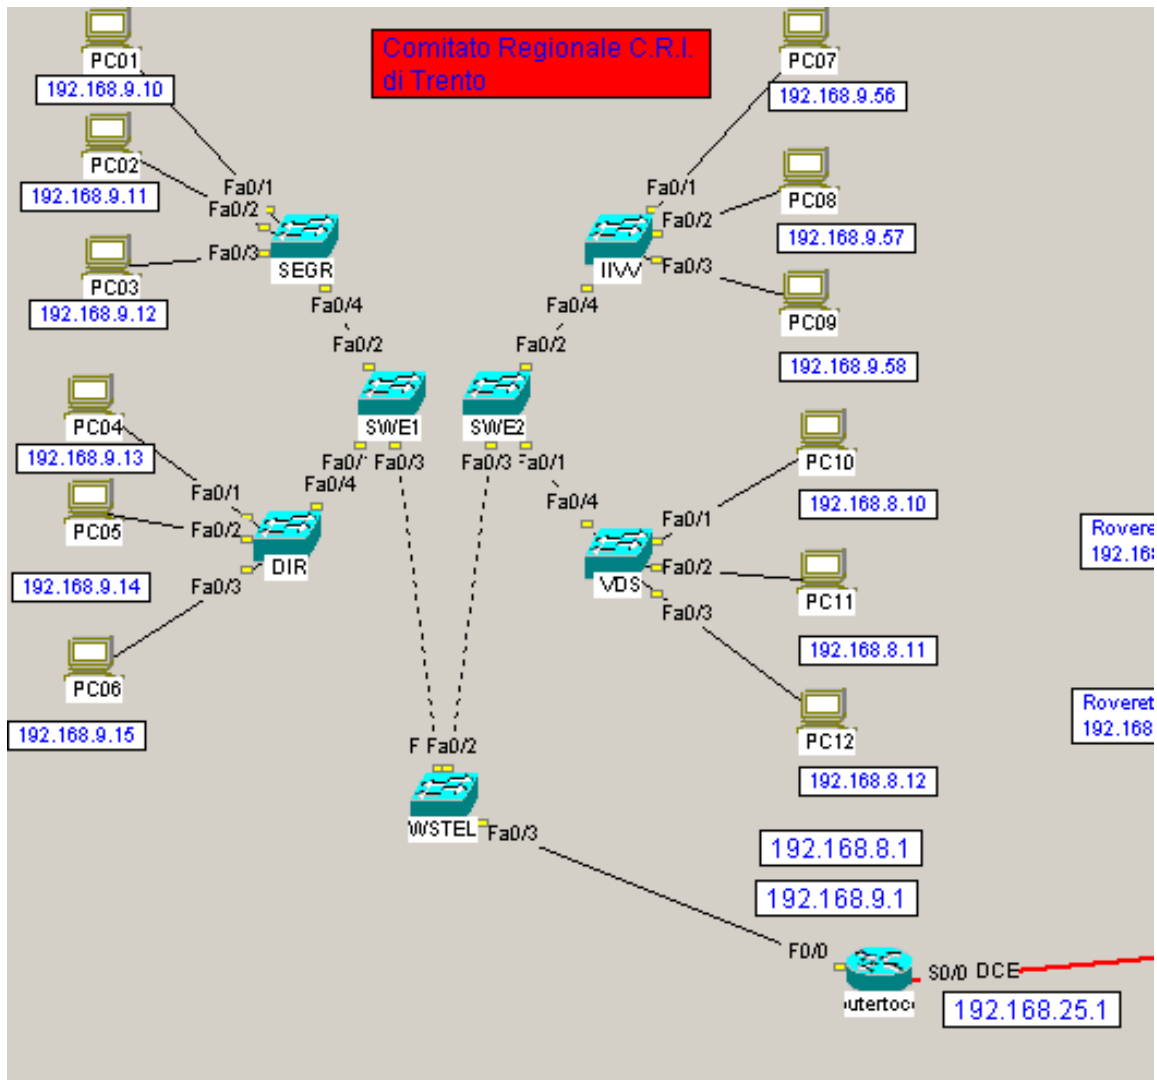 Comitato Regionale C.R.I.
di Trento
PC01
192.168.9.10
PC02
192.168.9.11
PC03
192.168.9.12
Fa0/1
Fa0/2
Fa0/3
SEGR
Fa0/4
Fa0/2
SWE1
Fa0/3
PC04
192.168.9.13
PC05
192.168.9.14
PC06
192.168.9.15
Fa0/1
Fa0/2
Fa0/3
Fa0/4
DIR
PC07
192.168.9.56
PC08
192.168.9.57
PC09
192.168.9.58
Fa0/1
Fa0/2
Fa0/3
Fa0/4
Fa0/2
SWE2
Fa0/3
Fa0/1
Fa0/4
VDS
Fa0/1
Fa0/2
Fa0/3
PC10
192.168.8.10
PC11
192.168.8.11
PC12
192.168.8.12
Rovere
192.16
Roveret
192.168
F Fa0/2
WSTEL
Fa0/3
192.168.8.1
192.168.9.1
F0/0
S0/0 DCE
utertoc
192.168.25.1